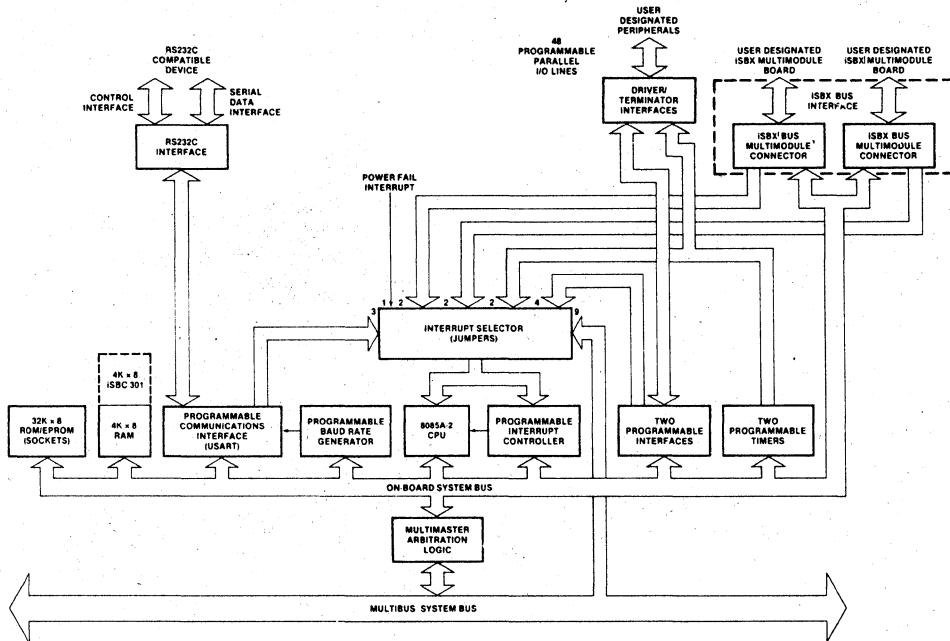 USER
DESIGNATED
PERIPHERALS
48
PROGRAMMABLE
PARALLEL
I/O LINES
RS232C
COMPATIBLE
DEVICE
USER DESIGNATED
iSBX MULTIMODULE
BOARD
USER DESIGNATED
iSBX MULTIMODULE
BOARD
CONTROL
INTERFACE
SERIAL
DATA
INTERFACE
DRIVER/
TERMINATOR
INTERFACES
iSBX BUS
INTERFACE
RS232C
INTERFACE
iSBX BUS
MULTIMODULE
CONNECTOR
iSBX BUS
MULTIMODULE
CONNECTOR
POWER FAIL
INTERRUPT
3
1
2
2
2
4
9
INTERRUPT SELECTOR
(JUMPERS)
4K × 8
iSBC 301
32K × 8
ROM/EPROM
(SOCKETS)
4K × 8
RAM
PROGRAMMABLE
COMMUNICATIONS
INTERFACE
(USART)
PROGRAMMABLE
BAUD RATE
GENERATOR
8085A-2
CPU
PROGRAMMABLE
INTERRUPT
CONTROLLER
TWO
PROGRAMMABLE
INTERFACES
TWO
PROGRAMMABLE
TIMERS
ON-BOARD SYSTEM BUS
MULTIMASTER
ARBITRATION
LOGIC
MULTIBUS SYSTEM BUS